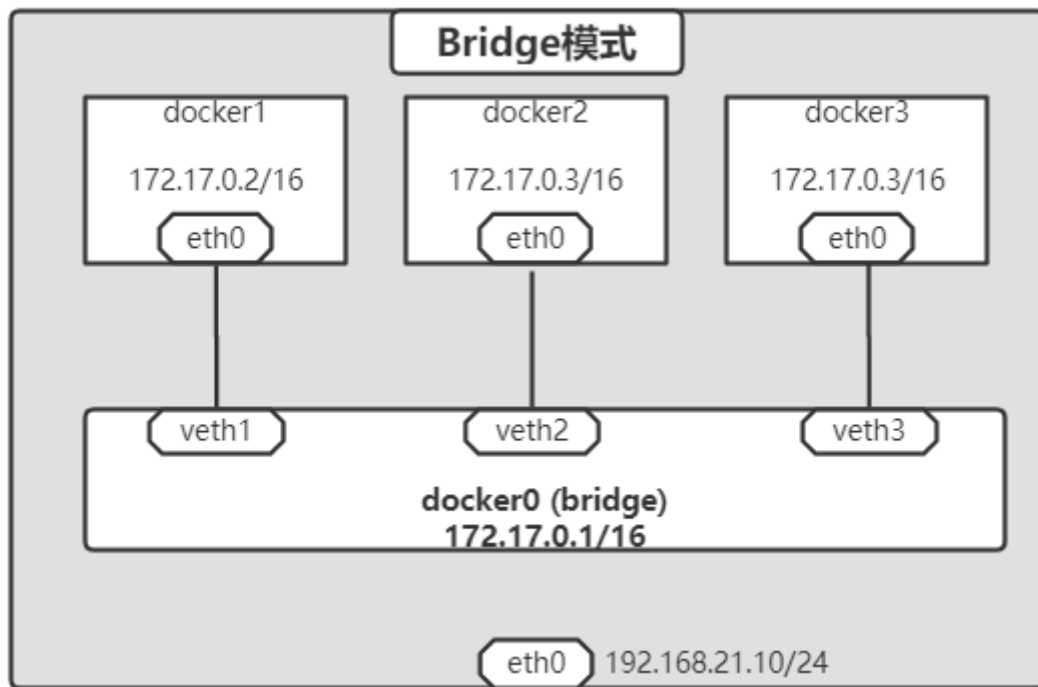 Bridge模式
docker1
docker2
docker3
172.17.0.2/16
172.17.0.3/16
172.17.0.3/16
eth0
eth0
eth0
veth1
veth2
veth3
docker0 (bridge)
172.17.0.1/16
eth0
192.168.21.10/24